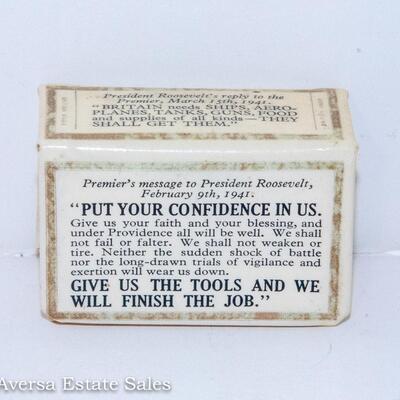 President Roosevelt's reply to the
Premier, March 15th, 1941.
"BRITAIN needs SHIPS, AERO-
PLANES, TANKS, GUNS, FOOD
and supplies of all kinds—THEY
SHALL GET THEM."
Premier's message to President Roosevelt,
February 9th, 1941.
"PUT YOUR CONFIDENCE IN US.
Give us your faith and your blessing, and
under Providence all will be well. We shall
not fail or falter. We shall not weaken or
tire. Neither the sudden shock of battle
nor the long-drawn trials of vigilance and
exertion will wear us down.
GIVE US THE TOOLS AND WE
WILL FINISH THE JOB."
Aversa Estate Sales